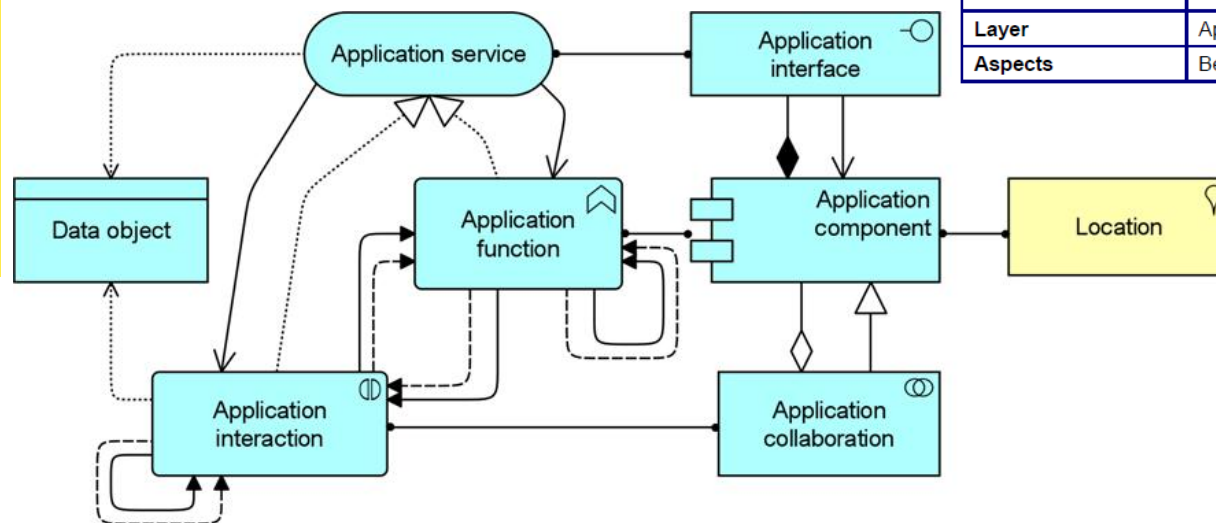 Application service
Application
interface
Layer
Aspects
Data object
Application
function
Application
component
Location
Application
interaction
Application
collaboration